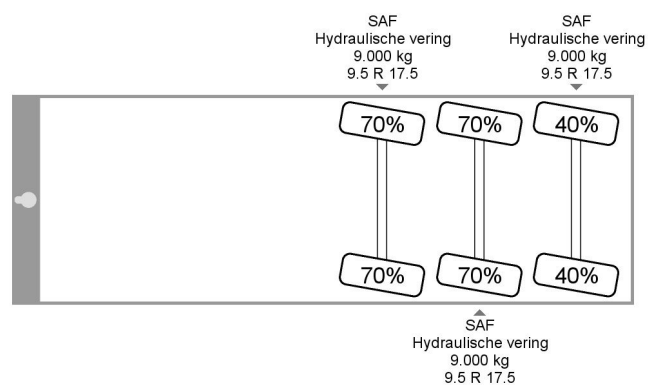 SAF
Hydraulische vering
9.000 kg
9.5 R 17.5
SAF
Hydraulische vering
9.000 kg
9.5 R 17.5
70%
70%
40%
70%
70%
40%
SAF
Hydraulische vering
9.000 kg
9.5 R 17.5